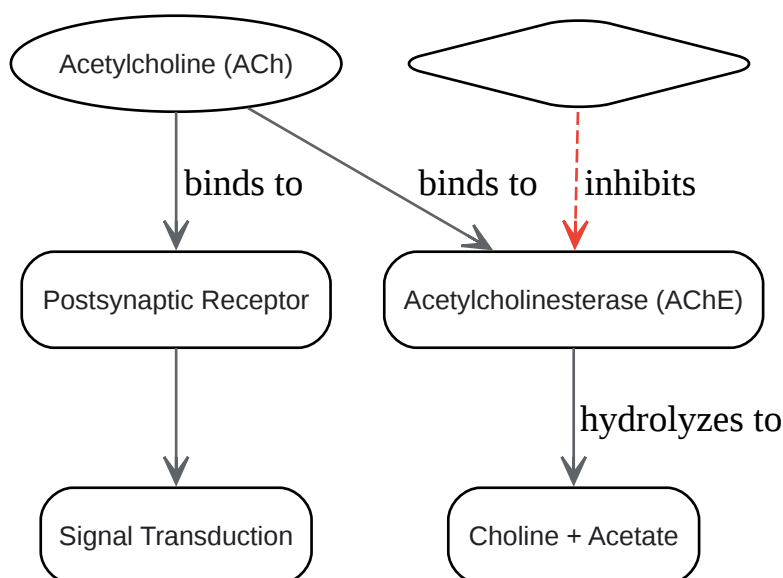 Acetylcholine (ACh)
binds to
binds to
inhibits
Postsynaptic Receptor
Acetylcholinesterase (AChE)
hydrolyzes to
Signal Transduction
Choline + Acetate